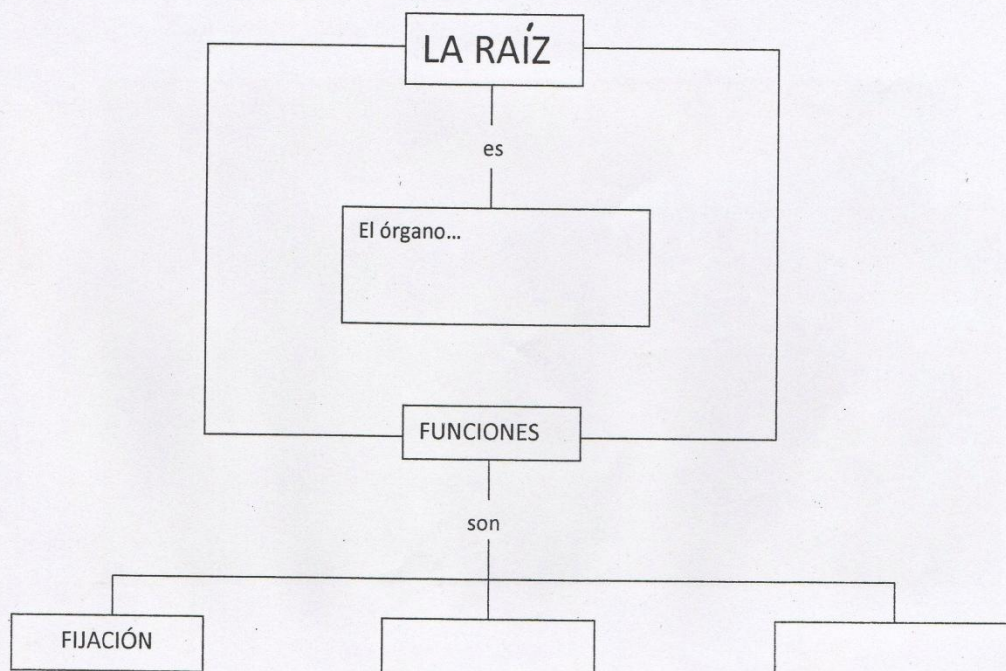 LA RAÍZ
es
El órgano...
FUNCIONES
son
FIJACIÓN